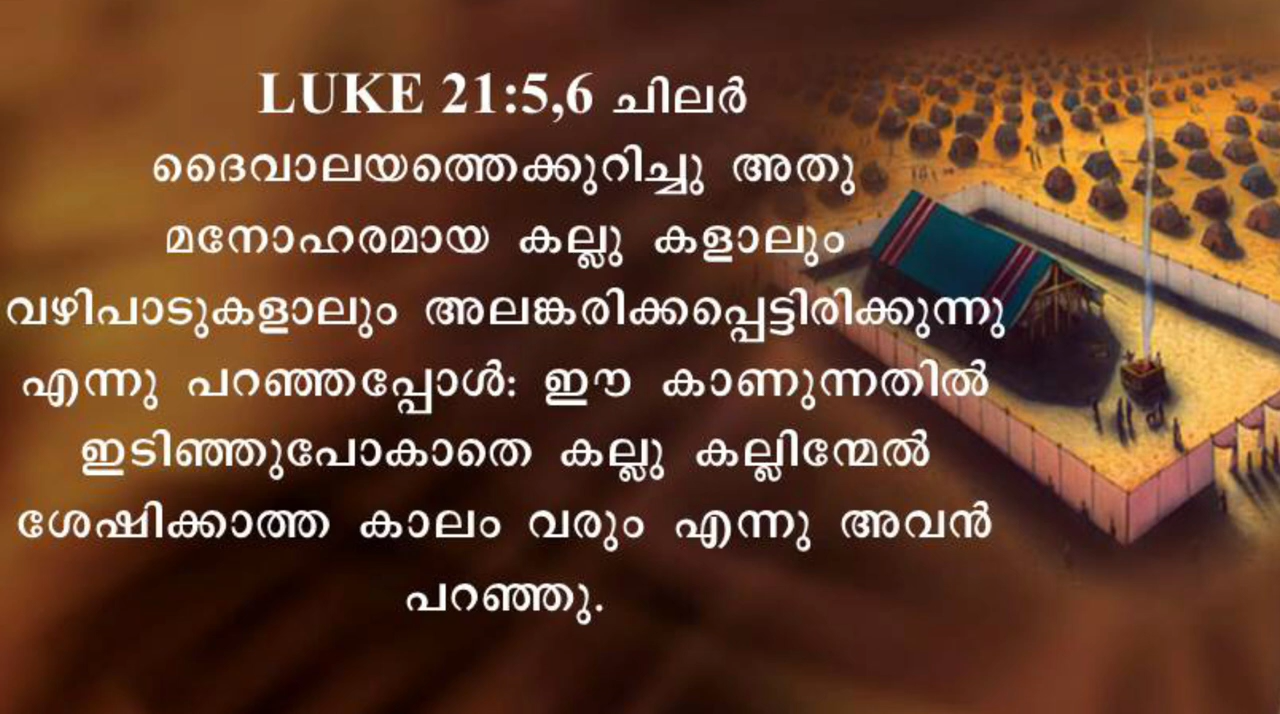 LUKE 21:5,6 ചിലർ
ദൈവാലയത്തെക്കുറിച്ചു അതു
മനോഹരമായ കല്ലു കളാലും
വഴിപാടുകളാലും അലങ്കരിക്കപ്പെട്ടിരിക്കുന്നു
എന്നു പറഞ്ഞപ്പോൾ: ഈ കാണുന്നതിൽ
ഇടിഞ്ഞുപോകാതെ കല്ലു കല്ലിന്മേൽ
ശേഷിക്കാത്ത കാലം വരും എന്നു അവൻ
പറഞ്ഞു.